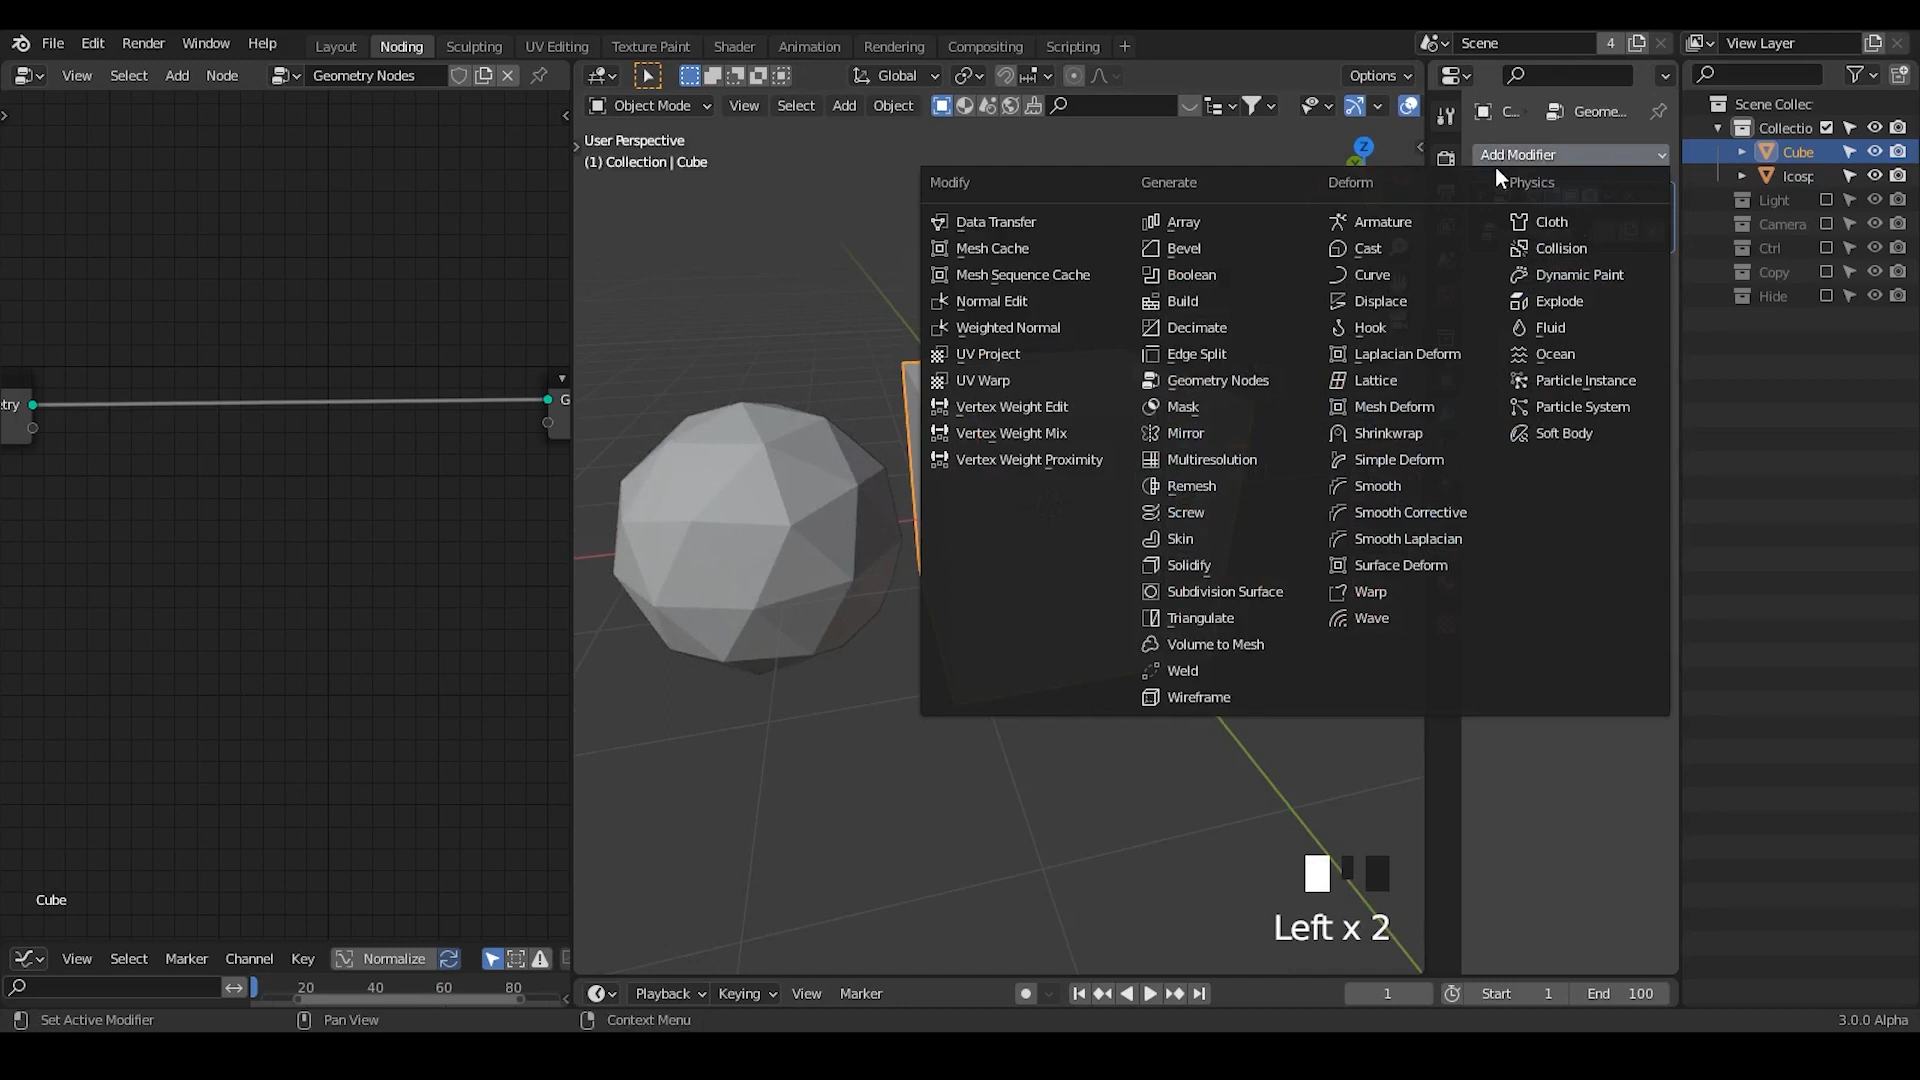 File Edit Render Window Help Layout Noding Sculpting UV Editing Texture Paint Shader Animation Rendering Compositing Scripting + Scene 4 View Layer
View Select Add Node Geometry Nodes Global Options
Object Mode View Select Add Object C... Geome...
User Perspective
(1) Collection | Cube
Z
Add Modifier
Scene Collec
Collectio
Cube
Icosp
Light
Camera
Ctrl
Copy
Hide
Modify Generate Deform Physics
Data Transfer Array Armature Cloth
Mesh Cache Bevel Cast Collision
Mesh Sequence Cache Boolean Curve Dynamic Paint
Normal Edit Build Displace Explode
Weighted Normal Decimate Hook Fluid
UV Project Edge Split Laplacian Deform Ocean
UV Warp Geometry Nodes Lattice Particle Instance
Vertex Weight Edit Mask Mesh Deform Particle System
Vertex Weight Mix Mirror Shrinkwrap Soft Body
Vertex Weight Proximity Multiresolution Simple Deform
Remesh Smooth
Screw Smooth Corrective
Skin Smooth Laplacian
Solidify Surface Deform
Subdivision Surface Warp
Triangulate Wave
Volume to Mesh
Weld
Wireframe
etry G
Cube
Left x 2
View Select Marker Channel Key Normalize
20 40 60 80
Playback Keying View Marker 1 Start 1 End 100
Set Active Modifier Pan View Context Menu 3.0.0 Alpha